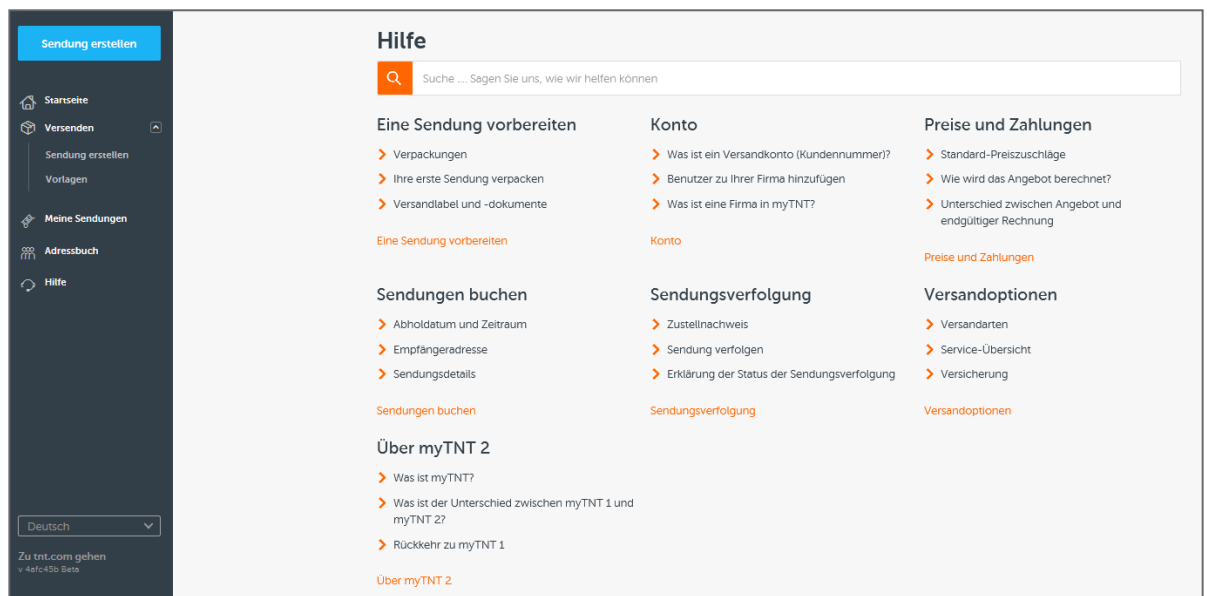 Sendung erstellen
Startseite
Versenden
Sendung erstellen
Vorlagen
Meine Sendungen
Adressbuch
Hilfe
Deutsch
Zu tnt.com gehen
v 4afc45b Beta
Hilfe
Suche .... Sagen Sie uns, wie wir helfen können
Eine Sendung vorbereiten
Verpackungen
Ihre erste Sendung verpacken
Versandlabel und -dokumente
Eine Sendung vorbereiten
Konto
Was ist ein Versandkonto (Kundennummer)?
Benutzer zu Ihrer Firma hinzufügen
Was ist eine Firma in myTNT?
Konto
Preise und Zahlungen
Standard-Preiszuschläge
Wie wird das Angebot berechnet?
Unterschied zwischen Angebot und
endgültiger Rechnung
Preise und Zahlungen
Sendungen buchen
Abholdatum und Zeitraum
Empfängeradresse
Sendungsdetails
Sendungen buchen
Sendungsverfolgung
Zustellnachweis
Sendung verfolgen
Erklärung der Status der Sendungsverfolgung
Sendungsverfolgung
Versandoptionen
Versandarten
Service-Übersicht
Versicherung
Versandoptionen
Über myTNT 2
Was ist myTNT?
Was ist der Unterschied zwischen myTNT 1 und
myTNT 2?
Rückkehr zu myTNT 1
Über myTNT 2